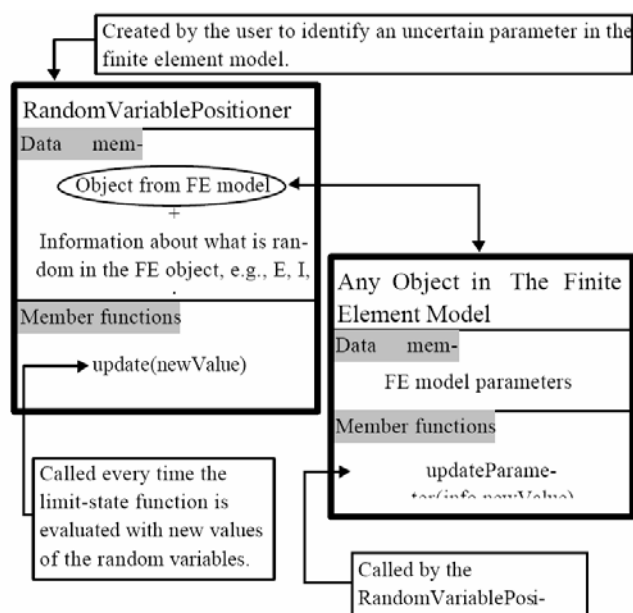 Created by the user to identify an uncertain parameter in the
finite element model.
RandomVariablePositioner
Data mem-
Object from FE model
+
Information about what is ran-
dom in the FE object, e.g., E, I,
.
Member functions
update(newValue)
Called every time the
limit-state function is
evaluated with new values
of the random variables.
Any Object in The Finite
Element Model
Data mem-
FE model parameters
Member functions
updateParame-
ter(info,newValue)
Called by the
RandomVariablePosi-